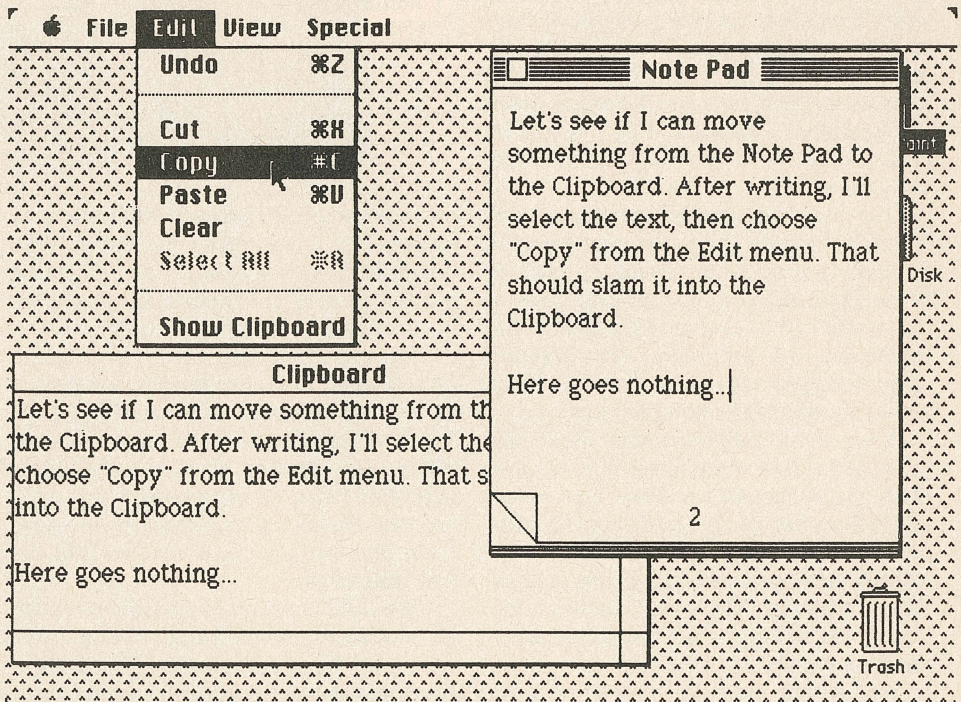 File Edit View Special
Undo ⌘Z
Cut ⌘X
Copy ⌘C
Paste ⌘V
Clear
Select All ⌘A
Show Clipboard
Note Pad
Let's see if I can move
something from the Note Pad to
the Clipboard. After writing, I'll
select the text, then choose
"Copy" from the Edit menu. That
should slam it into the
Clipboard.
Here goes nothing...
2
Clipboard
Let's see if I can move something from th
the Clipboard. After writing, I'll select the
choose "Copy" from the Edit menu. That s
into the Clipboard.
Here goes nothing...
Disk
Trash